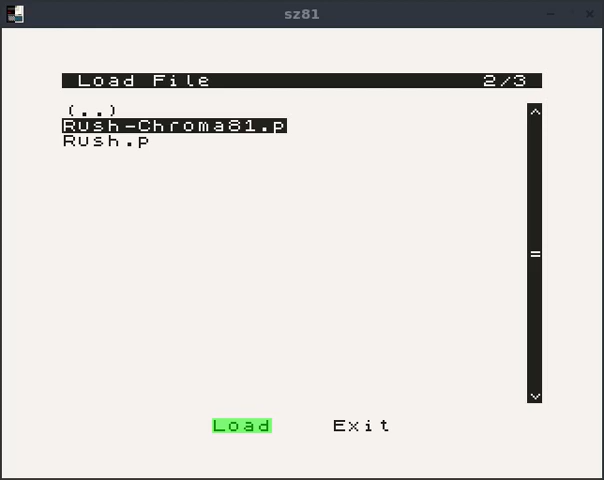 sz81
Load File 2/3
(..)
Rush-Chroma81.p
Rush.p
Load Exit